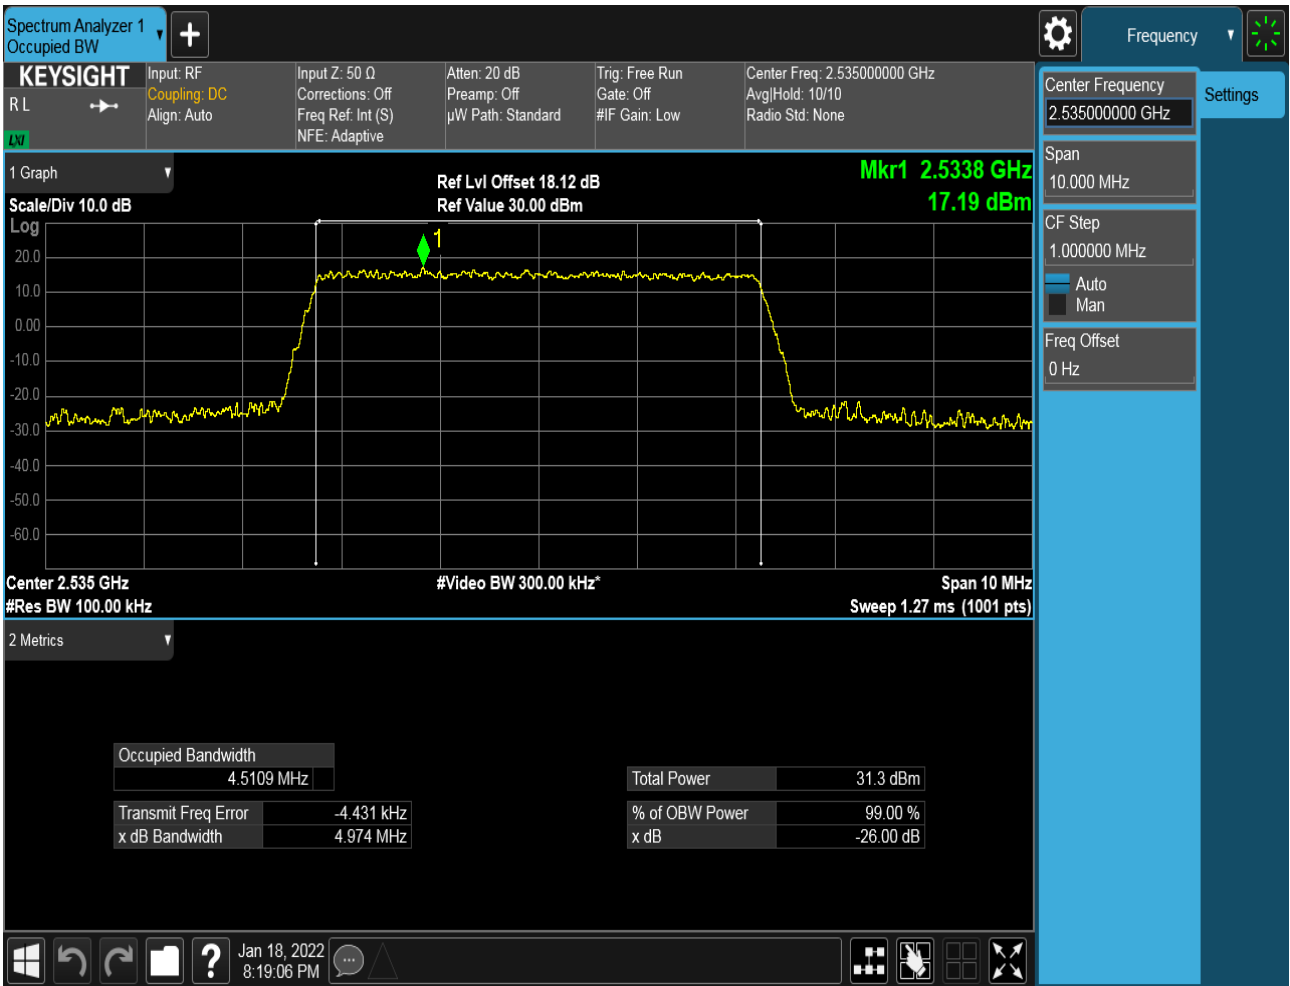 Spectrum Analyzer 1
Occupied BW
Frequency
KEYSIGHT
R L
LXI
Input: RF
Coupling: DC
Align: Auto
Input Z: 50 Ω
Corrections: Off
Freq Ref: Int (S)
NFE: Adaptive
Atten: 20 dB
Preamp: Off
µW Path: Standard
Trig: Free Run
Gate: Off
#IF Gain: Low
Center Freq: 2.535000000 GHz
Avg|Hold: 10/10
Radio Std: None
Center Frequency
2.535000000 GHz
Settings
Span
10.000 MHz
CF Step
1.000000 MHz
Auto
Man
Freq Offset
0 Hz
1 Graph
Scale/Div 10.0 dB
Ref Lvl Offset 18.12 dB
Ref Value 30.00 dBm
Mkr1 2.5338 GHz
17.19 dBm
Log
1
20.0
10.0
0.00
-10.0
-20.0
-30.0
-40.0
-50.0
-60.0
Center 2.535 GHz
#Res BW 100.00 kHz
#Video BW 300.00 kHz*
Span 10 MHz
Sweep 1.27 ms (1001 pts)
2 Metrics
Occupied Bandwidth
4.5109 MHz
Total Power 31.3 dBm
Transmit Freq Error -4.431 kHz
% of OBW Power 99.00 %
x dB Bandwidth 4.974 MHz
x dB -26.00 dB
?
Jan 18, 2022
8:19:06 PM